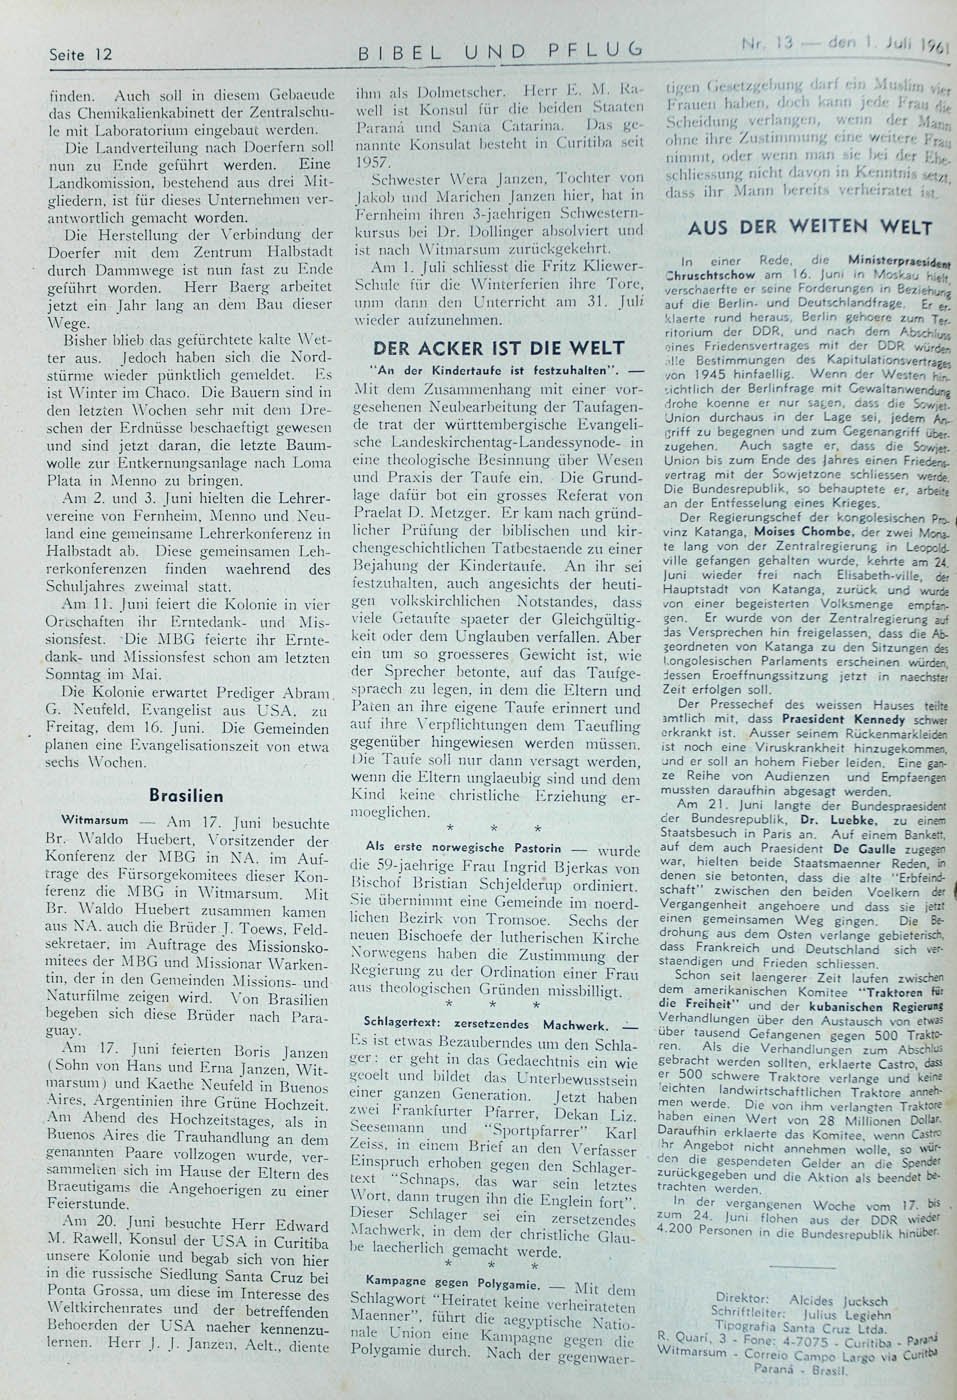 Seite 12
BIBEL UND PFLUG
Nr. 13 — den 1. Juli 1961
finden. Auch soll in diesem Gebaeude
das Chemikalienkabinett der Zentralschu-
le mit Laboratorium eingebaut werden.
Die Landverteilung nach Doerfern soll
nun zu Ende geführt werden. Eine
Landkomission, bestehend aus drei Mit-
gliedern, ist für dieses Unternehmen ver-
antwortlich gemacht worden.
Die Herstellung der Verbindung der
Doerfer mit dem Zentrum Halbstadt
durch Dammwege ist nun fast zu Ende
geführt worden. Herr Baerg arbeitet
jetzt ein Jahr lang an dem Bau dieser
Wege.
Bisher blieb das gefürchtete kalte Wet-
ter aus. Jedoch haben sich die Nord-
stürme wieder pünktlich gemeldet. Es
ist Winter im Chaco. Die Bauern sind in
den letzten Wochen sehr mit dem Dre-
schen der Erdnüsse beschaeftigt gewesen
und sind jetzt daran, die letzte Baum-
wolle zur Entkernungsanlage nach Loma
Plata in Menno zu bringen.
Am 2. und 3. Juni hielten die Lehrer-
vereine von Fernheim, Menno und Neu-
land eine gemeinsame Lehrerkonferenz in
Halbstadt ab. Diese gemeinsamen Leh-
rerkonferenzen finden waehrend des
Schuljahres zweimal statt.
Am 11. Juni feiert die Kolonie in vier
Ortschaften ihr Erntedank- und Mis-
sionsfest. Die MBG feierte ihr Ernte-
dank- und Missionsfest schon am letzten
Sonntag im Mai.
Die Kolonie erwartet Prediger Abram
G. Neufeld, Evangelist aus USA, zu
Freitag, dem 16. Juni. Die Gemeinden
planen eine Evangelisationszeit von etwa
sechs Wochen.
Brasilien
Witmarsum — Am 17. Juni besuchte
Br. Waldo Huebert, Vorsitzender der
Konferenz der MBG in NA. im Auf-
trage des Fürsorgekomitees dieser Kon-
ferenz die MBG in Witmarsum. Mit
Br. Waldo Huebert zusammen kamen
aus NA. auch die Brüder J. Toews, Feld-
sekretaer, im Auftrage des Missionsko-
mitees der MBG und Missionar Warken-
tin, der in den Gemeinden Missions- und
Naturfilme zeigen wird. Von Brasilien
begeben sich diese Brüder nach Para-
guay.
Am 17. Juni feierten Boris Janzen
(Sohn von Hans und Erna Janzen, Wit-
marsum) und Kaethe Neufeld in Buenos
Aires, Argentinien ihre Grüne Hochzeit.
Am Abend des Hochzeitstages, als in
Buenos Aires die Trauhandlung an dem
genannten Paare vollzogen wurde, ver-
sammelten sich im Hause der Eltern des
Braeutigams die Angehoerigen zu einer
Feierstunde.
Am 20. Juni besuchte Herr Edward
M. Rawell, Konsul der USA in Curitiba
unsere Kolonie und begab sich von hier
in die russische Siedlung Santa Cruz bei
Ponta Grossa, um diese im Interesse des
Weltkirchenrates und der betreffenden
Behoerden der USA naeher kennenzu-
lernen. Herr J. J. Janzen, Aelt., diente
ihm als Dolmetscher. Herr E. M. Ra-
well ist Konsul für die beiden Staaten
Paraná und Santa Catarina. Das ge-
nannte Konsulat besteht in Curitiba seit
1957.
Schwester Wera Janzen, Tochter von
Jakob und Mariechen Janzen hier, hat in
Fernheim ihren 3-jaehrigen Schwestern-
kursus bei Dr. Dollinger absolviert und
ist nach Witmarsum zurückgekehrt.
Am 1. Juli schliesst die Fritz Kliewer-
Schule für die Winterferien ihre Tore,
unm dann den Unterricht am 31. Juli
wieder aufzunehmen.
DER ACKER IST DIE WELT
"An der Kindertaufe ist festzuhalten". —
Mit dem Zusammenhang mit einer vor-
gesehenen Neubearbeitung der Taufagen-
de trat der württembergische Evangeli-
sche Landeskirchentag-Landessynode- in
eine theologische Besinnung über Wesen
und Praxis der Taufe ein. Die Grund-
lage dafür bot ein grosses Referat von
Praelat D. Metzger. Er kam nach gründ-
licher Prüfung der biblischen und kir-
chengeschichtlichen Tatbestaende zu einer
Bejahung der Kindertaufe. An ihr sei
festzuhalten, auch angesichts der heuti-
gen volkskirchlichen Notstandes, dass
viele Getaufte spaeter der Gleichgültig-
keit oder dem Unglauben verfallen. Aber
ein um so groesseres Gewicht ist, wie
der Sprecher betonte, auf das Taufge-
spraech zu legen, in dem die Eltern und
Paten an ihre eigene Taufe erinnert und
auf ihre Verpflichtungen dem Taeufling
gegenüber hingewiesen werden müssen.
Die Taufe soll nur dann versagt werden,
wenn die Eltern unglaeubig sind und dem
Kind keine christliche Erziehung er-
moeglichen.
* * *
Als erste norwegische Pastorin — wurde
die 59-jaehrige Frau Ingrid Bjerkas von
Bischof Bristian Schjelderup ordiniert.
Sie übernimmt eine Gemeinde im noerd-
lichen Bezirk von Tromsoe. Sechs der
neuen Bischoefe der lutherischen Kirche
Norwegens haben die Zustimmung der
Regierung zu der Ordination einer Frau
aus theologischen Gründen missbilligt.
* * *
Schlagertext: zersetzendes Machwerk. —
Es ist etwas Bezauberndes um den Schla-
ger: er geht in das Gedaechtnis ein wie
geoelt und bildet das Unterbewusstsein
einer ganzen Generation. Jetzt haben
zwei Frankfurter Pfarrer, Dekan Liz.
Seesemann und "Sportpfarrer" Karl
Zeiss, in einem Brief an den Verfasser
Einspruch erhoben gegen den Schlager-
text "Schnaps, das war sein letztes
Wort, dann trugen ihn die Englein fort".
Dieser Schlager sei ein zersetzendes
Machwerk, in dem der christliche Glau-
be laecherlich gemacht werde.
* * *
Kampagne gegen Polygamie. — Mit dem
Schlagwort "Heiratet keine verheirateten
Maenner", führt die aegyptische Natio-
nale Union eine Kampagne gegen die
Polygamie durch. Nach der gegenwaer-
tigen Gesetzgebung darf ein Muslim vier
Frauen haben, doch kann jede Frau die
Scheidung verlangen, wenn der Mann
ohne ihre Zustimmung eine weitere Frau
nimmt, oder wenn man sie bei der Ehe-
schliessung nicht davon in Kenntnis setzt,
dass ihr Mann bereits verheiratet ist.
AUS DER WEITEN WELT
In einer Rede, die Ministerpraesident
Chruschtschow am 16. Juni in Moskau hielt,
verschaerfte er seine Forderungen in Beziehung
auf die Berlin- und Deutschlandfrage. Er er-
klaerte rund heraus, Berlin gehoere zum Ter-
ritorium der DDR, und nach dem Abschluss
eines Friedensvertrages mit der DDR würden
alle Bestimmungen des Kapitulationsvertrages
von 1945 hinfaellig. Wenn der Westen hin-
sichtlich der Berlinfrage mit Gewaltanwendung
drohe koenne er nur sagen, dass die Sowjet-
Union durchaus in der Lage sei, jedem An-
griff zu begegnen und zum Gegenangriff über-
zugehen. Auch sagte er, dass die Sowjet-
Union bis zum Ende des Jahres einen Friedens-
vertrag mit der Sowjetzone schliessen werde.
Die Bundesrepublik, so behauptete er, arbeite
an der Entfesselung eines Krieges.
Der Regierungschef der kongolesischen Pro-
vinz Katanga, Moises Chombe, der zwei Mona-
te lang von der Zentralregierung in Leopold-
ville gefangen gehalten wurde, kehrte am 24.
Juni wieder frei nach Elisabeth-ville, der
Hauptstadt von Katanga, zurück und wurde
von einer begeisterten Volksmenge empfan-
gen. Er wurde von der Zentralregierung auf
das Versprechen hin freigelassen, dass die Ab-
geordneten von Katanga zu den Sitzungen des
kongolesischen Parlaments erscheinen würden,
dessen Eroeffnungssitzung jetzt in naechster
Zeit erfolgen soll.
Der Pressechef des weissen Hauses teilte
amtlich mit, dass Praesident Kennedy schwer
erkrankt ist. Ausser seinem Rückenmarkleiden
ist noch eine Viruskrankheit hinzugekommen,
und er soll an hohem Fieber leiden. Eine gan-
ze Reihe von Audienzen und Empfaengen
mussten daraufhin abgesagt werden.
Am 21. Juni langte der Bundespraesident
der Bundesrepublik, Dr. Luebke, zu einem
Staatsbesuch in Paris an. Auf einem Bankett,
auf dem auch Praesident De Gaulle zugegen
war, hielten beide Staatsmaenner Reden, in
denen sie betonten, dass die alte "Erbfeind-
schaft" zwischen den beiden Voelkern der
Vergangenheit angehoere und dass sie jetzt
einen gemeinsamen Weg gingen. Die Be-
drohung aus dem Osten verlange gebieterisch,
dass Frankreich und Deutschland sich ver-
staendigen und Frieden schliessen.
Schon seit laengerer Zeit laufen zwischen
dem amerikanischen Komitee "Traktoren für
die Freiheit" und der kubanischen Regierung
Verhandlungen über den Austausch von etwas
über tausend Gefangenen gegen 500 Trakto-
ren. Als die Verhandlungen zum Abschlus
gebracht werden sollten, erklaerte Castro, dass
er 500 schwere Traktore verlange und keine
leichten landwirtschaftlichen Traktore anneh-
men werde. Die von ihm verlangten Traktore
haben einen Wert von 28 Millionen Dollar.
Daraufhin erklaerte das Komitee, wenn Castro
ihr Angebot nicht annehmen wolle, so wür-
den die gespendeten Gelder an die Spender
zurückgegeben und die Aktion als beendet be-
trachten werden.
In der vergangenen Woche vom 17. bis
zum 24. Juni flohen aus der DDR wieder
4.200 Personen in die Bundesrepublik hinüber.
Direktor: Alcides Jucksch
Schriftleiter: Julius Legiehn
Tipografia Santa Cruz Ltda.
R. Quari, 3 - Fone: 4-7075 - Curitiba - Paraná
Witmarsum - Correio Campo Largo via Curitiba
Paraná - Brasil.